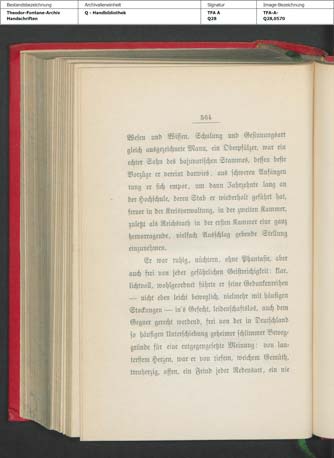 Bestandsbezeichnung Archivalieneinheit Signatur Image-Bezeichnung
Theodor-Fontane-Archiv Q - Handbibliothek TFA A TFA-A-
Handschriften Q28 Q28,0570
564
Wesen und Wissen, Schulung und Gesinnungsart
gleich ausgezeichnete Mann, ein Oberpfälzer, war ein
echter Sohn des bajuvarischen Stammes, dessen beste
Vorzüge er vereint darwies: aus schweren Anfängen
rang er sich empor, um dann Jahrzehnte lang an
der Hochschule, deren Stab er wiederholt geführt hat,
ferner in der Kreisverwaltung, in der zweiten Kammer,
zuletzt als Reichsrath in der ersten Kammer eine ganz
hervorragende, vielfach Ausschlag gebende Stellung
einzunehmen.
Er war ruhig, nüchtern, ohne Phantasie, aber
auch frei von jeder gefährlichen Geistreichigkeit: klar,
lichtvoll, wohlgeordnet führte er seine Gedankenreihen
— nicht eben leicht beweglich, vielmehr mit häufigen
Stockungen — in's Gefecht, leidenschaftslos, auch dem
Gegner gerecht werdend, frei von der in Deutschland
so häufigen Unterschiebung geheimer schlimmer Beweg-
gründe für eine entgegengesetzte Meinung: von lau-
terstem Herzen, war er von tiefem, weichem Gemüth,
treuherzig, offen, ein Feind jeder Redensart, ein nie